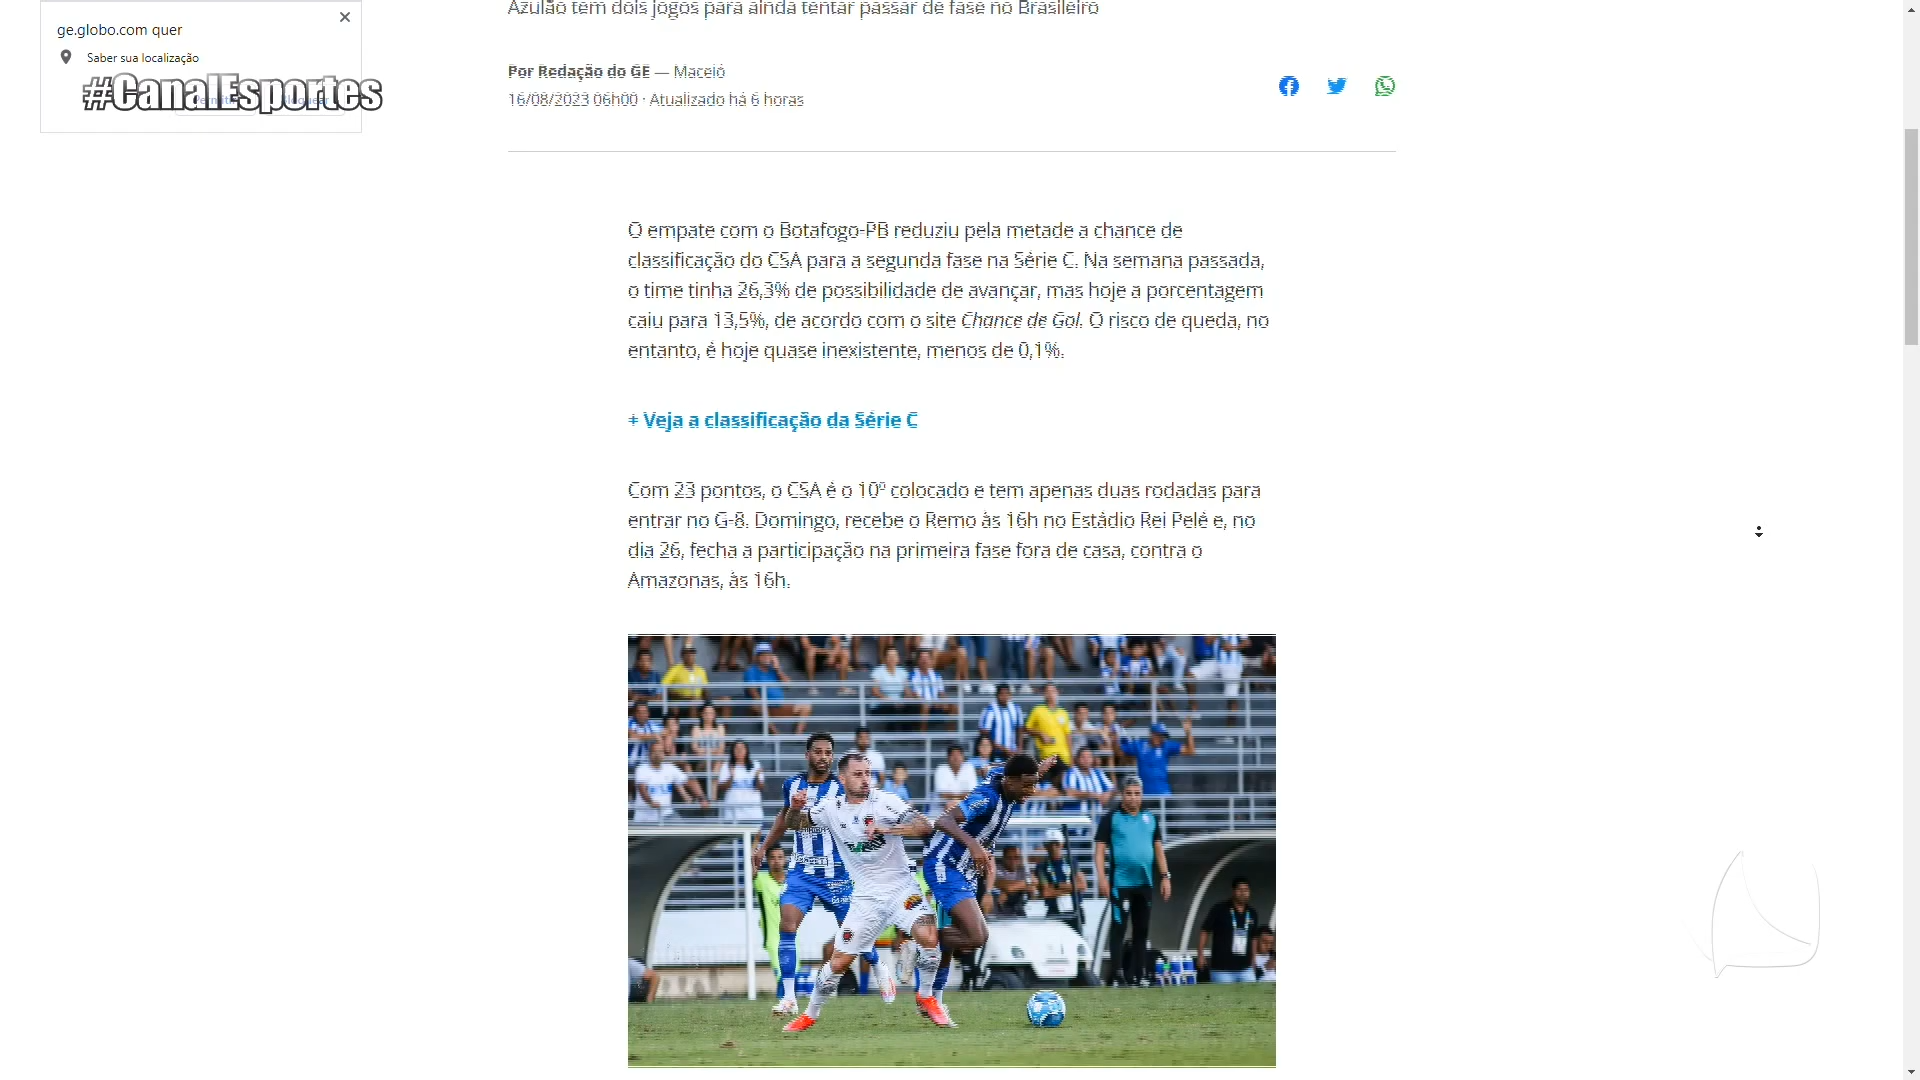 ge.globo.com quer
Saber sua localização
#CanalEsportes
Azulão tem dois jogos para ainda tentar passar de fase no Brasileiro
Por Redação do GE — Maceió
16/08/2023 06h00 · Atualizado há 6 horas
O empate com o Botafogo-PB reduziu pela metade a chance de
classificação do CSA para a segunda fase na Série C. Na semana passada,
o time tinha 26,3% de possibilidade de avançar, mas hoje a porcentagem
caiu para 13,5%, de acordo com o site Chance de Gol. O risco de queda, no
entanto, é hoje quase inexistente, menos de 0,1%.
+ Veja a classificação da Série C
Com 23 pontos, o CSA é o 10º colocado e tem apenas duas rodadas para
entrar no G-8. Domingo, recebe o Remo às 16h no Estádio Rei Pelé e, no
dia 26, fecha a participação na primeira fase fora de casa, contra o
Amazonas, às 16h.